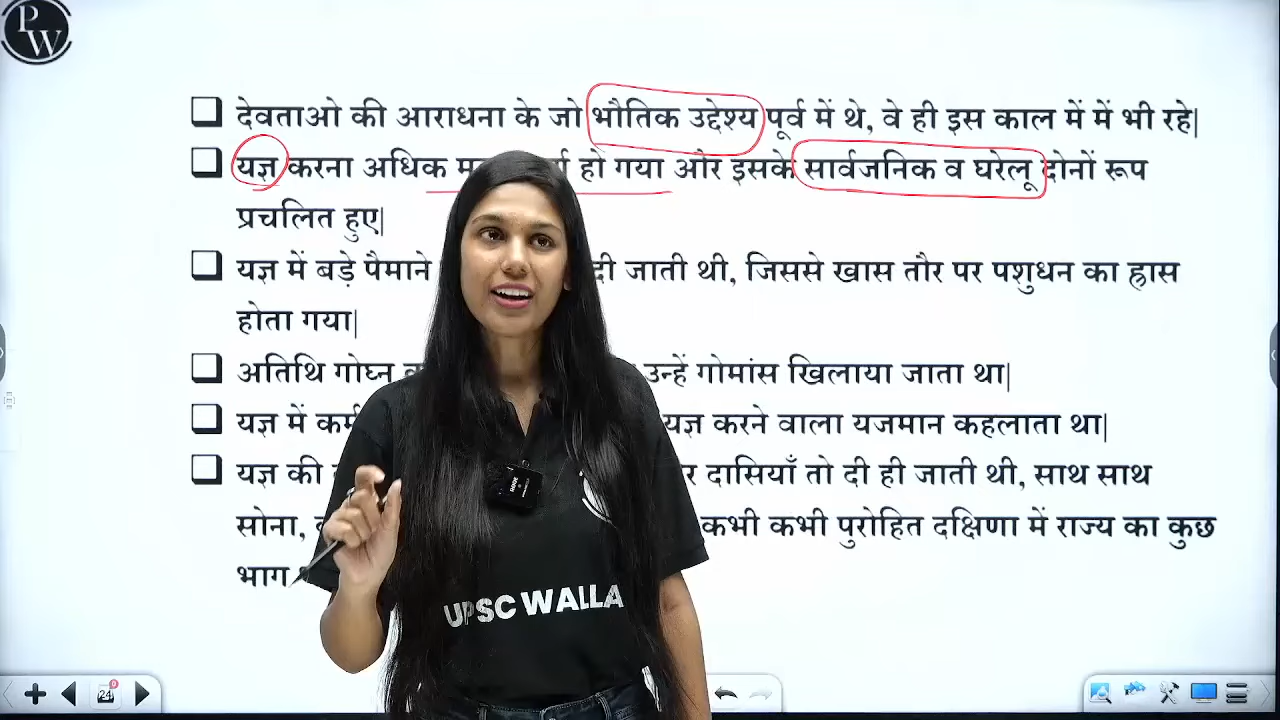 PW
देवताओ की आराधना के जो भौतिक उद्देश्य पूर्व में थे, वे ही इस काल में में भी रहे|
यज्ञ करना अधिक हो गया और इसके सार्वजनिक व घरेलू दोनों रूप
प्रचलित हुए|
यज्ञ में बड़े पैमाने दी जाती थी, जिससे खास तौर पर पशुधन का ह्रास
होता गया|
अतिथि गोघ्न उन्हें गोमांस खिलाया जाता था|
यज्ञ में यज्ञ करने वाला यजमान कहलाता था|
यज्ञ की दासियाँ तो दी ही जाती थी, साथ साथ
सोना, कभी कभी पुरोहित दक्षिणा में राज्य का कुछ
भाग
UPSC WALLA
24